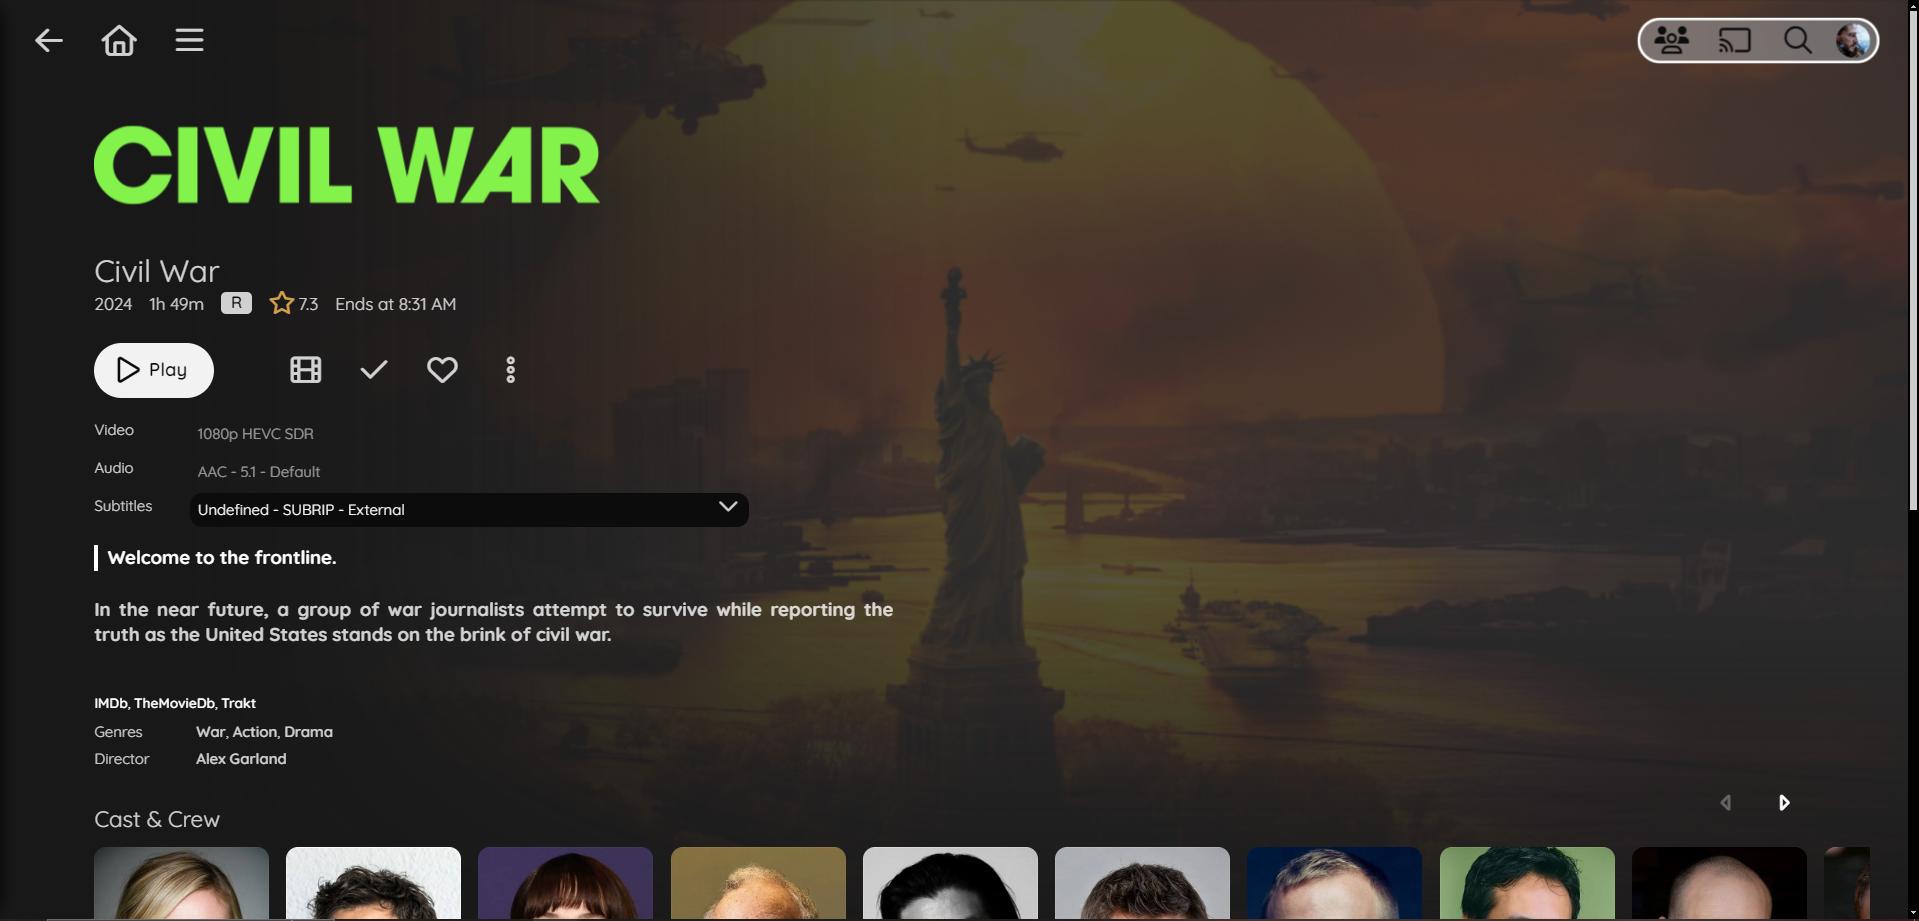 CIVIL WAR
Civil War
2024 1h 49m R 7.3 Ends at 8:31 AM
Play
Video 1080p HEVC SDR
Audio AAC - 5.1 - Default
Subtitles Undefined - SUBRIP - External
Welcome to the frontline.
In the near future, a group of war journalists attempt to survive while reporting the
truth as the United States stands on the brink of civil war.
IMDb, TheMovieDb, Trakt
Genres War, Action, Drama
Director Alex Garland
Cast & Crew